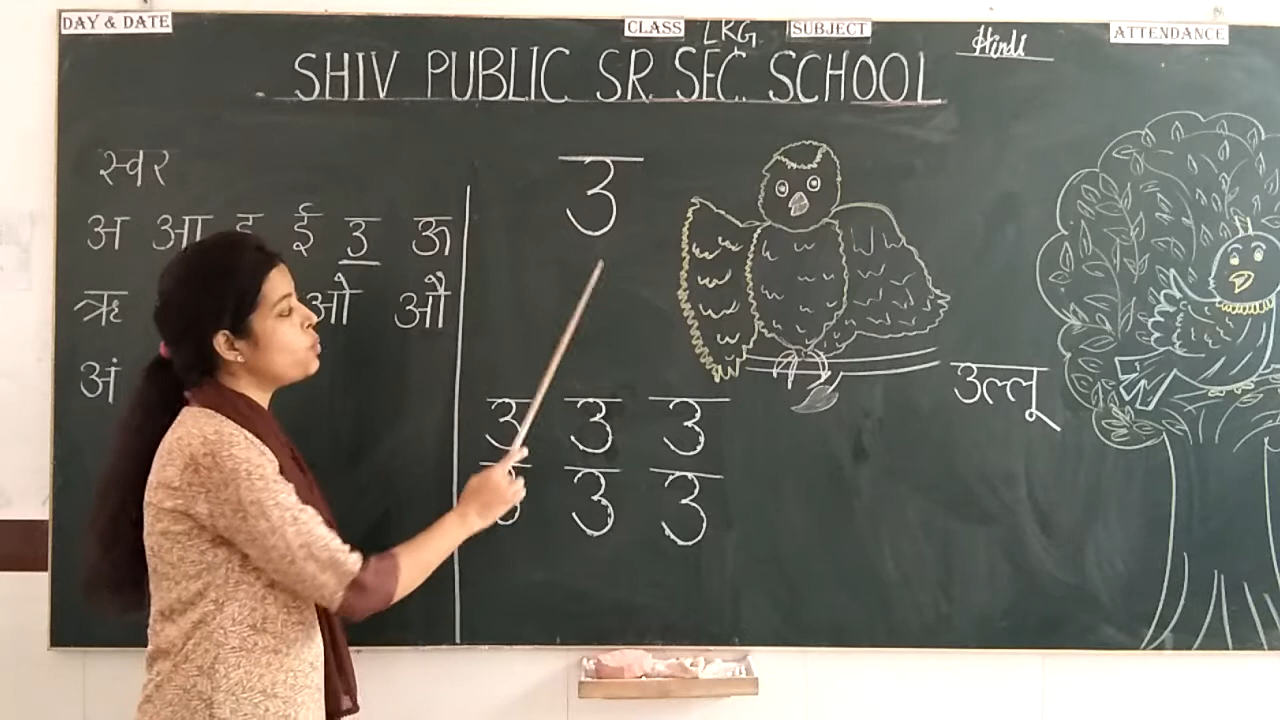 DAY & DATE CLASS LKG SUBJECT Hindi ATTENDANCE
SHIV PUBLIC SR. SEC. SCHOOL
स्वर
अ आ इ ई उ ऊ
ऋ ओ औ
अं
उ
उल्लू
उ उ उ
उ उ उ